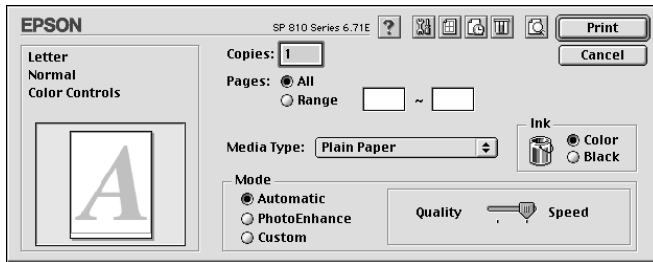 EPSON
SP 810 Series 6.71E
?
Print
Cancel
Letter
Normal
Color Controls
A
Copies: 1
Pages: All
Range ~
Media Type: Plain Paper
Ink
Color
Black
Mode
Automatic
PhotoEnhance
Custom
Quality Speed